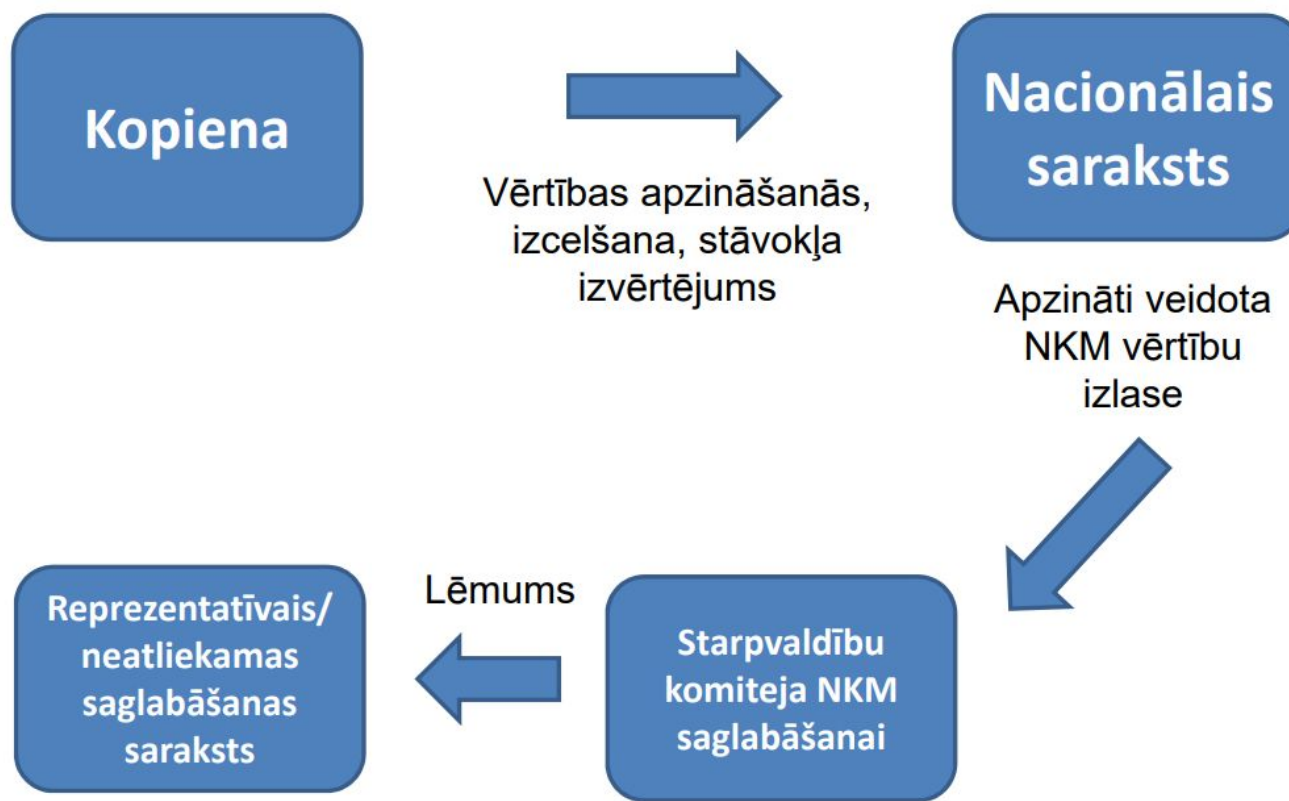 Kopiena
Vērtības apzināšanās,
izcelšana, stāvokļa
izvērtējums
Nacionālais
saraksts
Apzināti veidota
NKM vērtību
izlase
Starpvaldību
komiteja NKM
saglabāšanai
Lēmums
Reprezentatīvais/
neatliekamas
saglabāšanas
saraksts